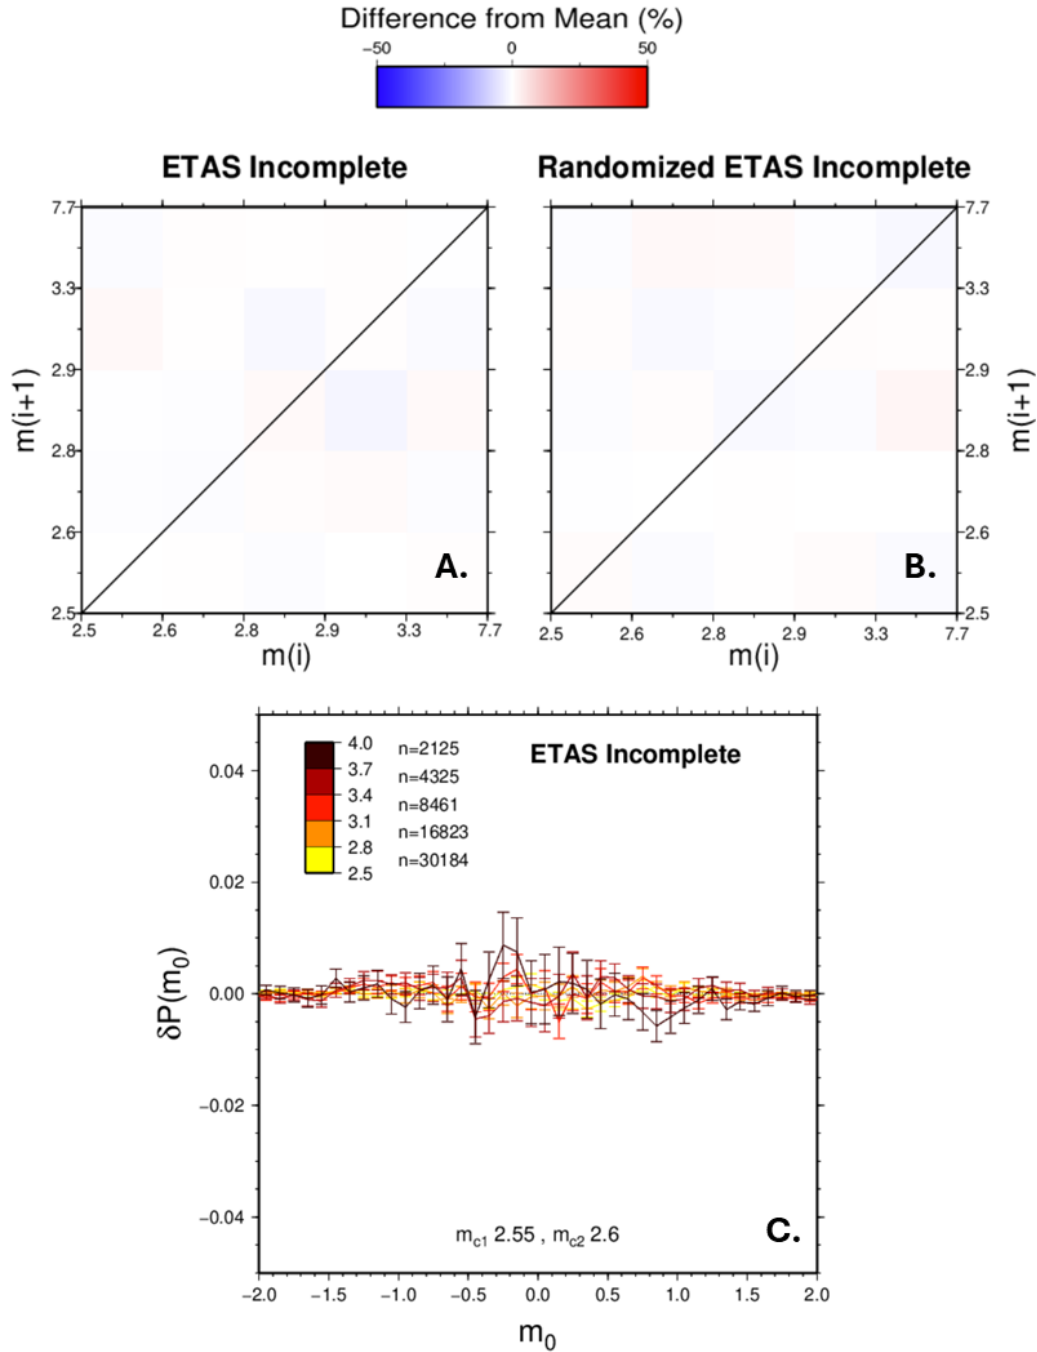 Difference from Mean (%)
−50 0 50
ETAS Incomplete
Randomized ETAS Incomplete
7.7
3.3
2.9
2.8
2.6
2.5
m(i+1)
A.
2.5 2.6 2.8 2.9 3.3 7.7
m(i)
7.7
3.3
2.9
2.8
2.6
2.5
m(i+1)
B.
2.5 2.6 2.8 2.9 3.3 7.7
m(i)
ETAS Incomplete
4.0 n=2125
3.7 n=4325
3.4 n=8461
3.1 n=16823
2.8 n=30184
2.5
0.04
0.02
0.00
−0.02
−0.04
δP(m0)
mc1 2.55 , mc2 2.6
C.
−2.0 −1.5 −1.0 −0.5 0.0 0.5 1.0 1.5 2.0
m0